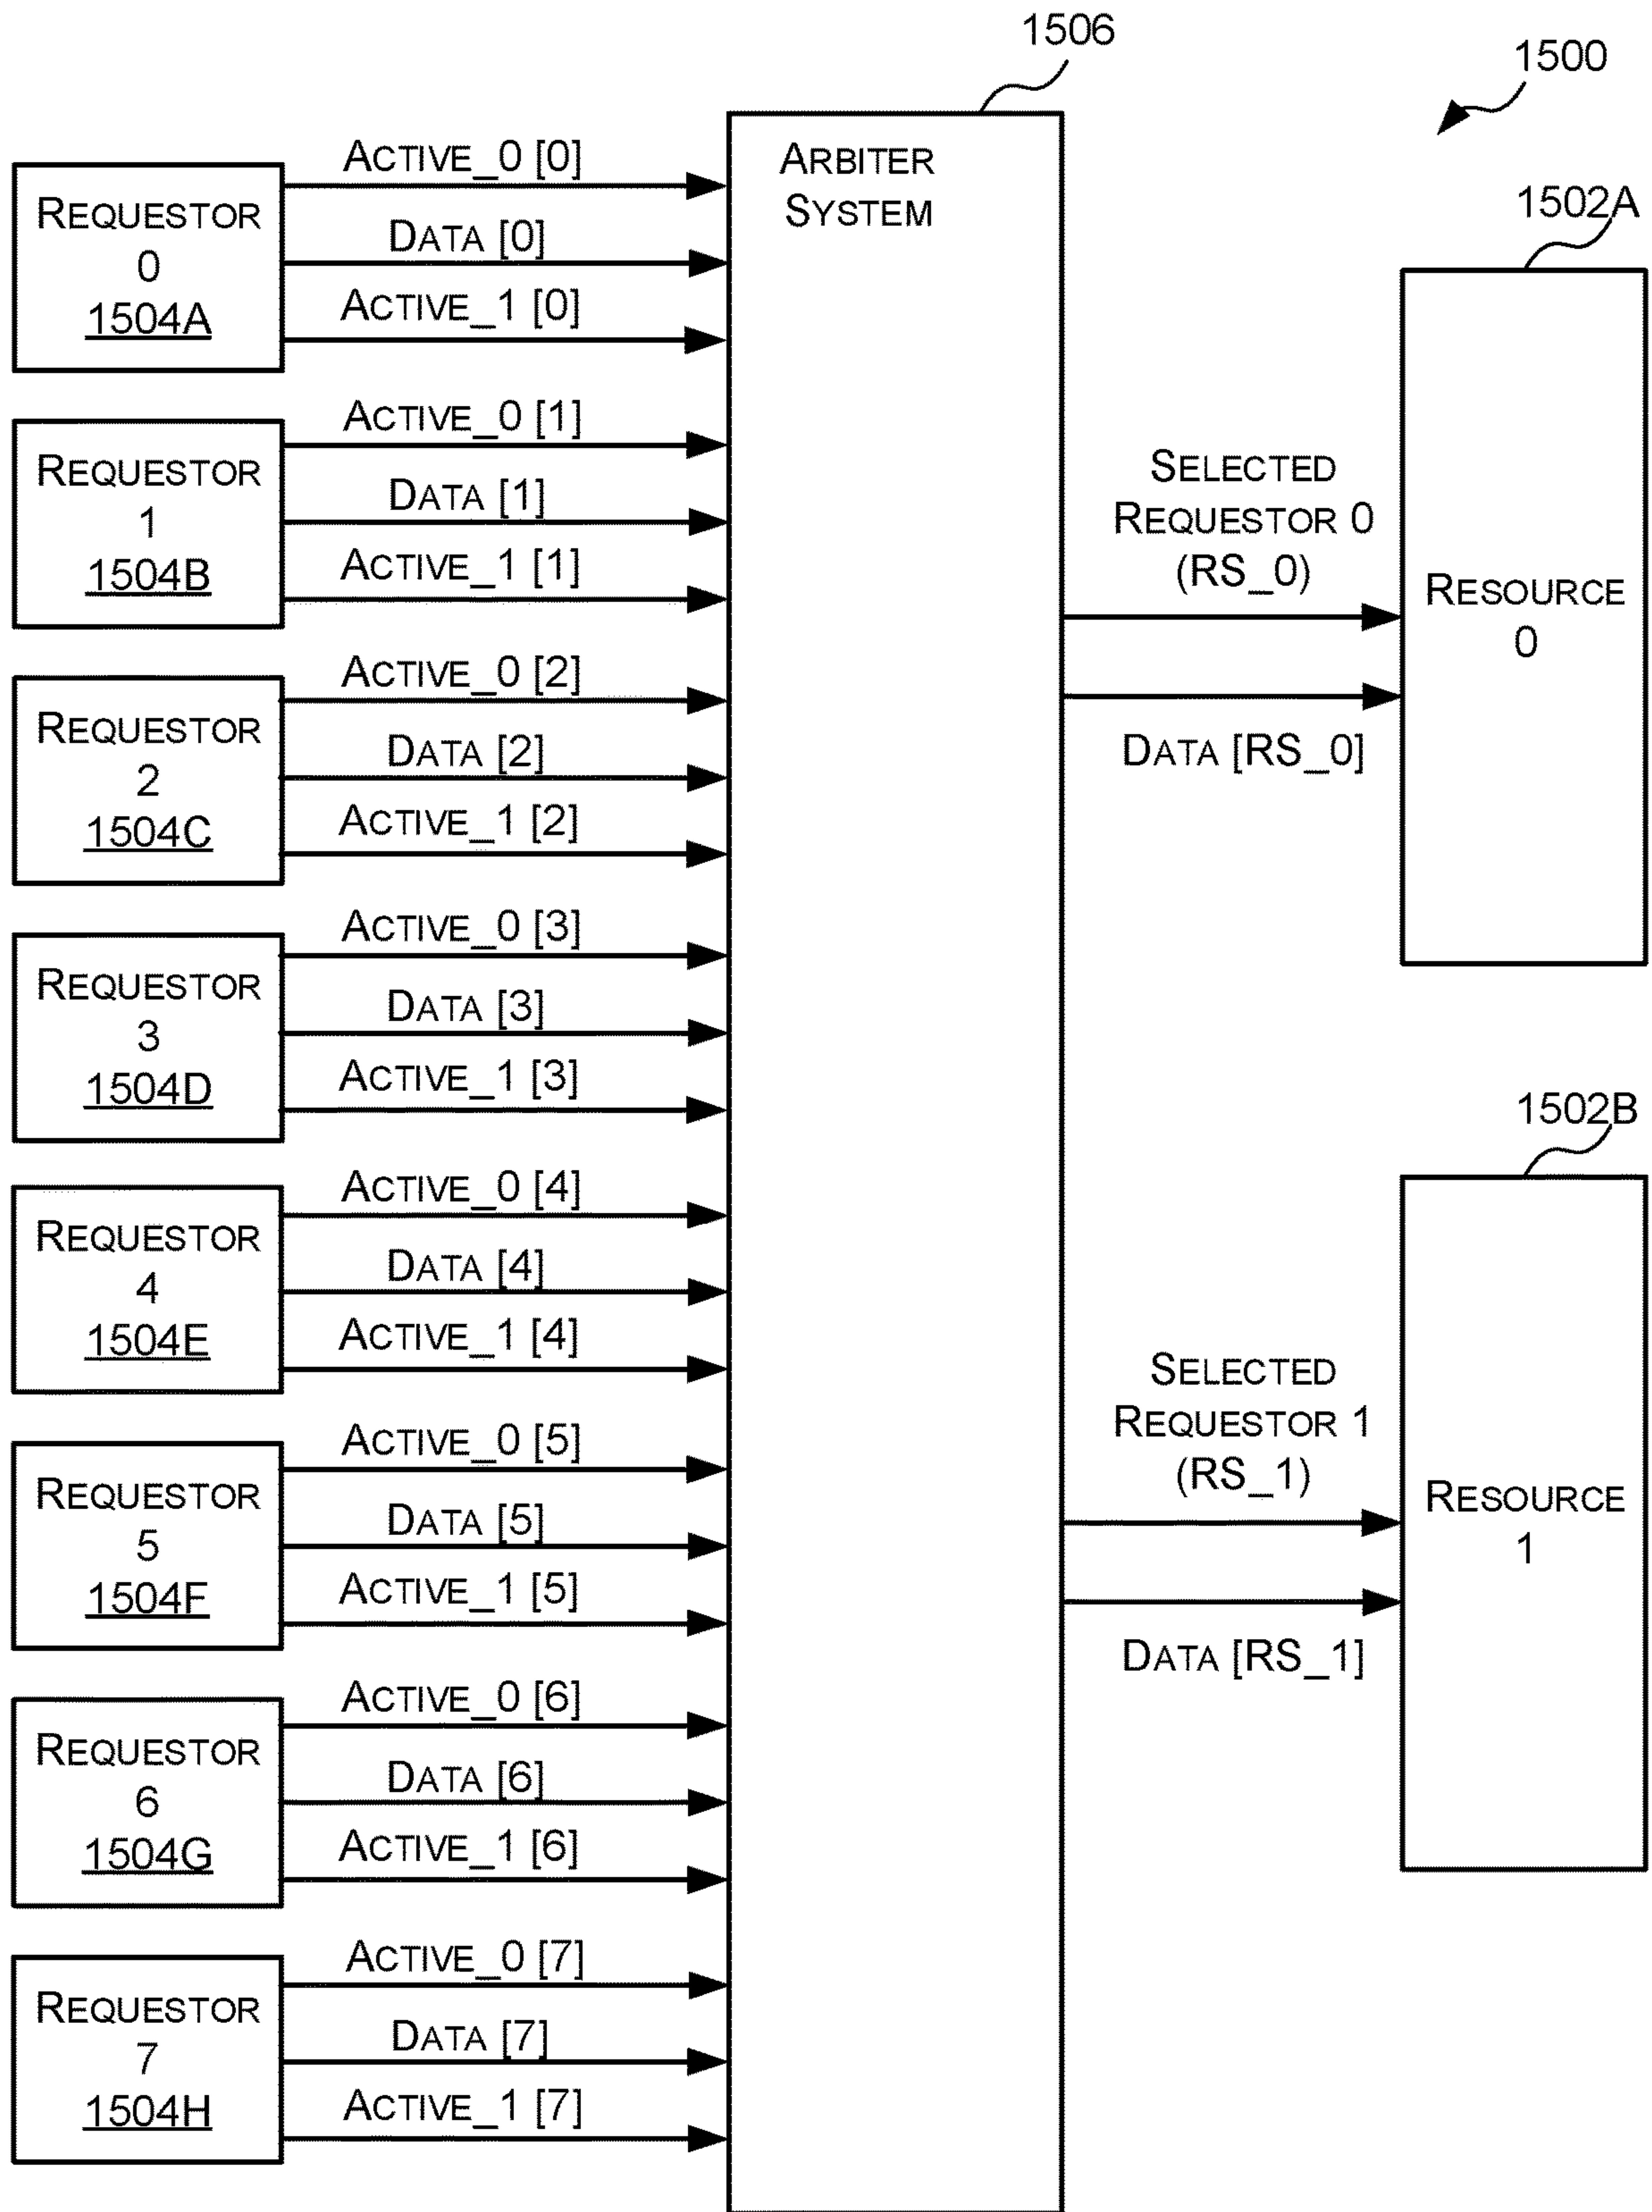 1506
1500
ARBITER
SYSTEM
REQUESTOR
0
1504A
ACTIVE_0 [0]
DATA [0]
ACTIVE_1 [0]
REQUESTOR
1
1504B
ACTIVE_0 [1]
DATA [1]
ACTIVE_1 [1]
REQUESTOR
2
1504C
ACTIVE_0 [2]
DATA [2]
ACTIVE_1 [2]
REQUESTOR
3
1504D
ACTIVE_0 [3]
DATA [3]
ACTIVE_1 [3]
REQUESTOR
4
1504E
ACTIVE_0 [4]
DATA [4]
ACTIVE_1 [4]
REQUESTOR
5
1504F
ACTIVE_0 [5]
DATA [5]
ACTIVE_1 [5]
REQUESTOR
6
1504G
ACTIVE_0 [6]
DATA [6]
ACTIVE_1 [6]
REQUESTOR
7
1504H
ACTIVE_0 [7]
DATA [7]
ACTIVE_1 [7]
SELECTED
REQUESTOR 0
(RS_0)
DATA [RS_0]
1502A
RESOURCE
0
SELECTED
REQUESTOR 1
(RS_1)
DATA [RS_1]
1502B
RESOURCE
1